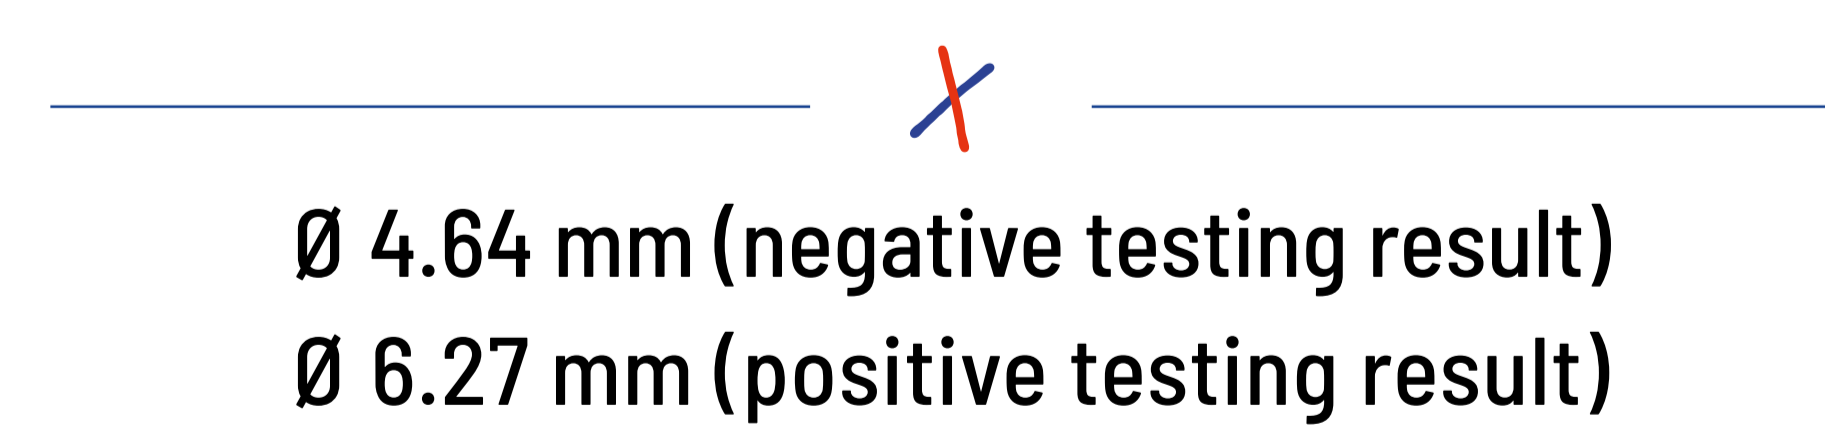 Ø 4.64 mm (negative testing result)
Ø 6.27 mm (positive testing result)